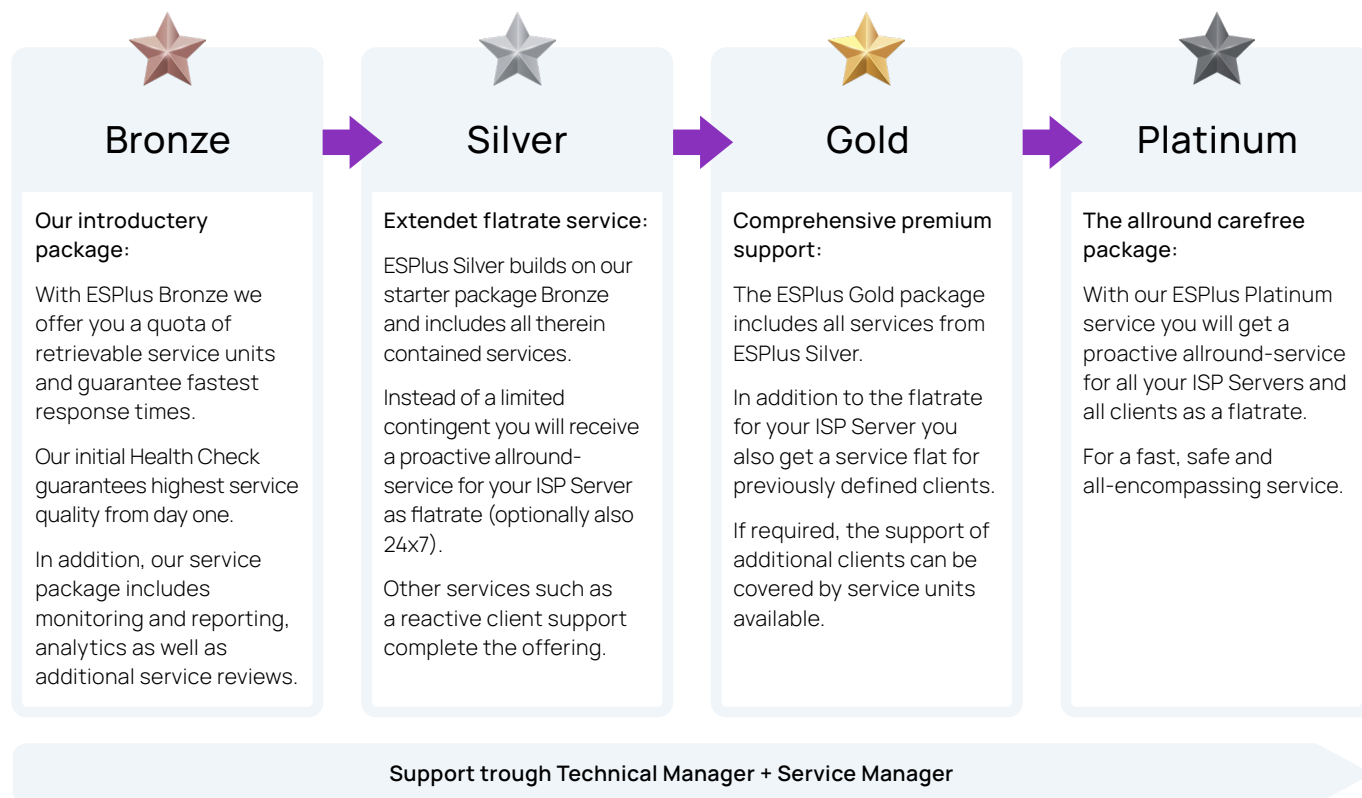 Bronze
Our introductery
package:
With ESPlus Bronze we
offer you a quota of
retrievable service units
and guarantee fastest
response times.
Our initial Health Check
guarantees highest service
quality from day one.
In addition, our service
package includes
monitoring and reporting,
analytics as well as
additional service reviews.
Silver
Extendet flatrate service:
ESPlus Silver builds on our
starter package Bronze
and includes all therein
contained services.
Instead of a limited
contingent you will receive
a proactive allround-
service for your ISP Server
as flatrate (optionally also
24x7).
Other services such as
a reactive client support
complete the offering.
Gold
Comprehensive premium
support:
The ESPlus Gold package
includes all services from
ESPlus Silver.
In addition to the flatrate
for your ISP Server you
also get a service flat for
previously defined clients.
If required, the support of
additional clients can be
covered by service units
available.
Platinum
The allround carefree
package:
With our ESPlus Platinum
service you will get a
proactive allround-service
for all your ISP Servers and
all clients as a flatrate.
For a fast, safe and
all-encompassing service.
Support trough Technical Manager + Service Manager